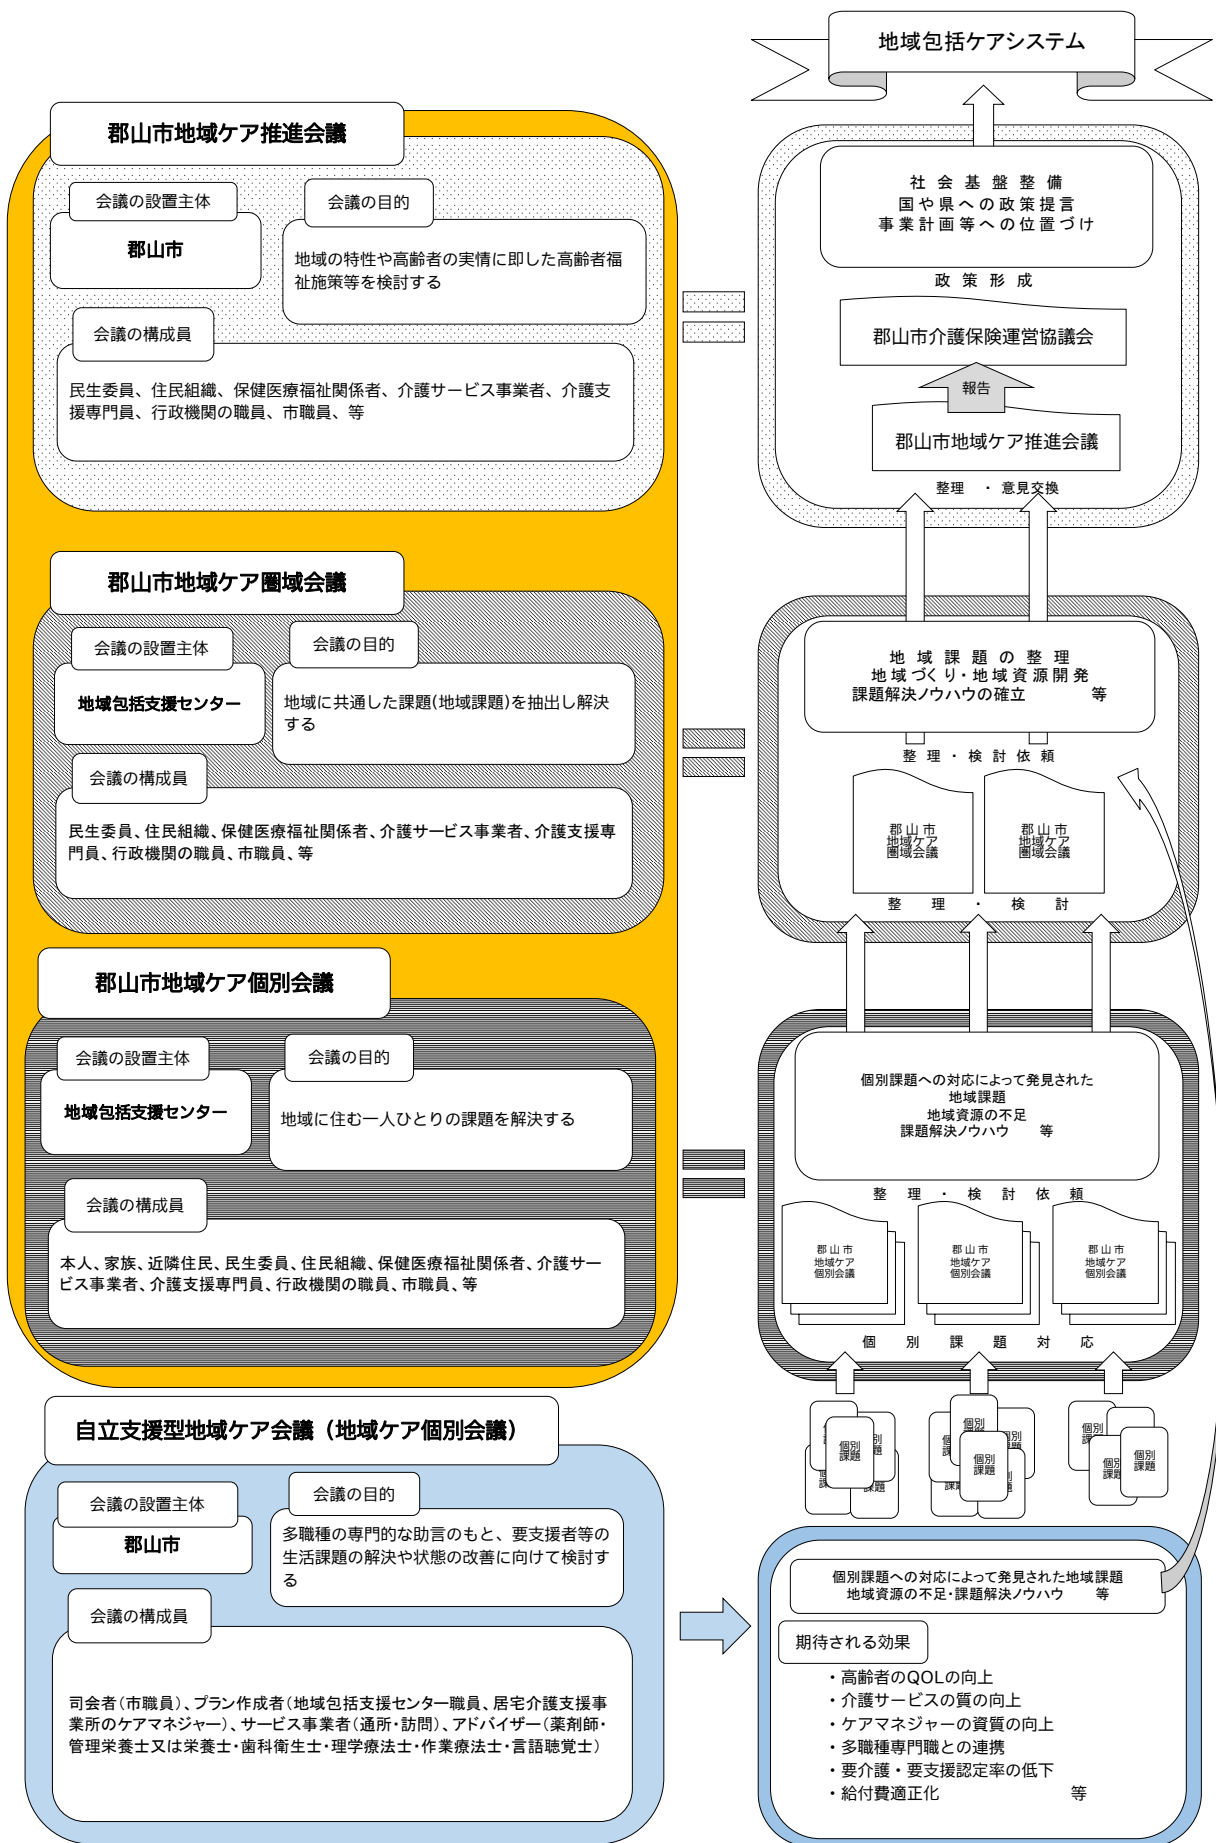 地域包括ケアシステム
郡山市地域ケア推進会議
会議の設置主体
郡山市
会議の目的
地域の特性や高齢者の実情に即した高齢者福
祉施策等を検討する
会議の構成員
民生委員、住民組織、保健医療福祉関係者、介護サービス事業者、介護支
援専門員、行政機関の職員、市職員、等
社会基盤整備
国や県への政策提言
事業計画等への位置づけ
政策形成
郡山市介護保険運営協議会
報告
郡山市地域ケア推進会議
整理　・　意見交換
郡山市地域ケア圏域会議
会議の設置主体
地域包括支援センター
会議の目的
地域に共通した課題(地域課題)を抽出し解決
する
会議の構成員
民生委員、住民組織、保健医療福祉関係者、介護サービス事業者、介護支援専
門員、行政機関の職員、市職員、等
地域課題の整理
地域づくり・地域資源開発
課題解決ノウハウの確立　　　等
整理・検討依頼
郡山市
地域ケア
圏域会議
郡山市
地域ケア
圏域会議
整理・検討
郡山市地域ケア個別会議
会議の設置主体
地域包括支援センター
会議の目的
地域に住む一人ひとりの課題を解決する
会議の構成員
本人、家族、近隣住民、民生委員、住民組織、保健医療福祉関係者、介護サー
ビス事業者、介護支援専門員、行政機関の職員、市職員、等
個別課題への対応によって発見された
地域課題
地域資源の不足
課題解決ノウハウ　　等
整理・検討依頼
郡山市
地域ケア
個別会議
郡山市
地域ケア
個別会議
郡山市
地域ケア
個別会議
個別課題対応
個別
課題
個別
課題
個別
課題
個別
課題
自立支援型地域ケア会議（地域ケア個別会議）
会議の設置主体
郡山市
会議の目的
多職種の専門的な助言のもと、要支援者等の
生活課題の解決や状態の改善に向けて検討す
る
会議の構成員
司会者（市職員）、プラン作成者（地域包括支援センター職員、居宅介護支援事
業所のケアマネジャー）、サービス事業者（通所・訪問）、アドバイザー（薬剤師・
管理栄養士又は栄養士・歯科衛生士・理学療法士・作業療法士・言語聴覚士）
個別課題への対応によって発見された地域課題
地域資源の不足・課題解決ノウハウ　　等
期待される効果
・高齢者のQOLの向上
・介護サービスの質の向上
・ケアマネジャーの資質の向上
・多職種専門職との連携
・要介護・要支援認定率の低下
・給付費適正化　　　　　　　等